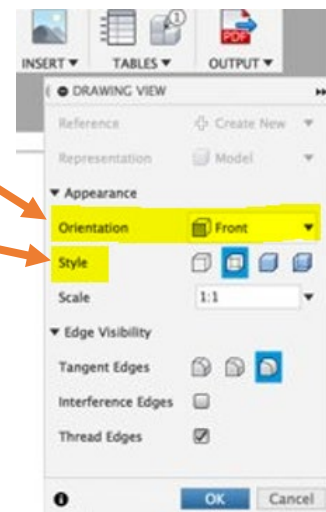 INSERT ▼ TABLES ▼ OUTPUT ▼
1
PDF
DRAWING VIEW
Reference Create New
Representation Model
▼ Appearance
Orientation Front
Style
Scale 1:1
▼ Edge Visibility
Tangent Edges
Interference Edges
Thread Edges
OK Cancel